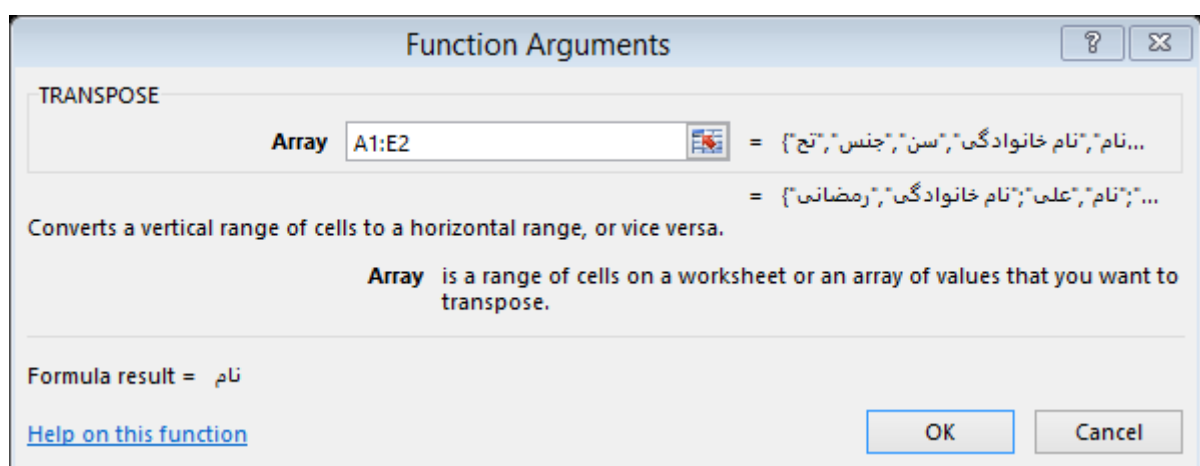 Function Arguments
TRANSPOSE
Array A1:E2 = {"نام","نام خانوادگی","سن","جنس","تح...
= {"نام","علی";"نام خانوادگی","رمضانی";"...
Converts a vertical range of cells to a horizontal range, or vice versa.
Array is a range of cells on a worksheet or an array of values that you want to
transpose.
Formula result = نام
Help on this function OK Cancel